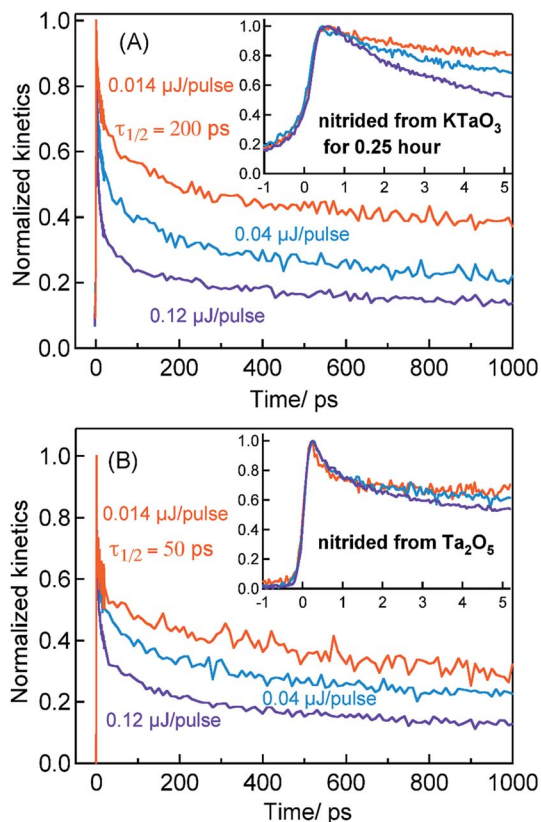 (A)
1.0
0.8
0.6
0.4
0.2
0.0
Normalized kinetics
0.014 μJ/pulse
τ1/2 = 200 ps
0.04 μJ/pulse
0.12 μJ/pulse
1.0
0.8
0.6
0.4
0.2
0.0
nitrided from KTaO3
for 0.25 hour
-1 0 1 2 3 4 5
0 200 400 600 800 1000
Time/ ps
(B)
1.0
0.8
0.6
0.4
0.2
0.0
Normalized kinetics
0.014 μJ/pulse
τ1/2 = 50 ps
0.04 μJ/pulse
0.12 μJ/pulse
1.0
0.8
0.6
0.4
0.2
0.0
nitrided from Ta2O5
-1 0 1 2 3 4 5
0 200 400 600 800 1000
Time/ ps